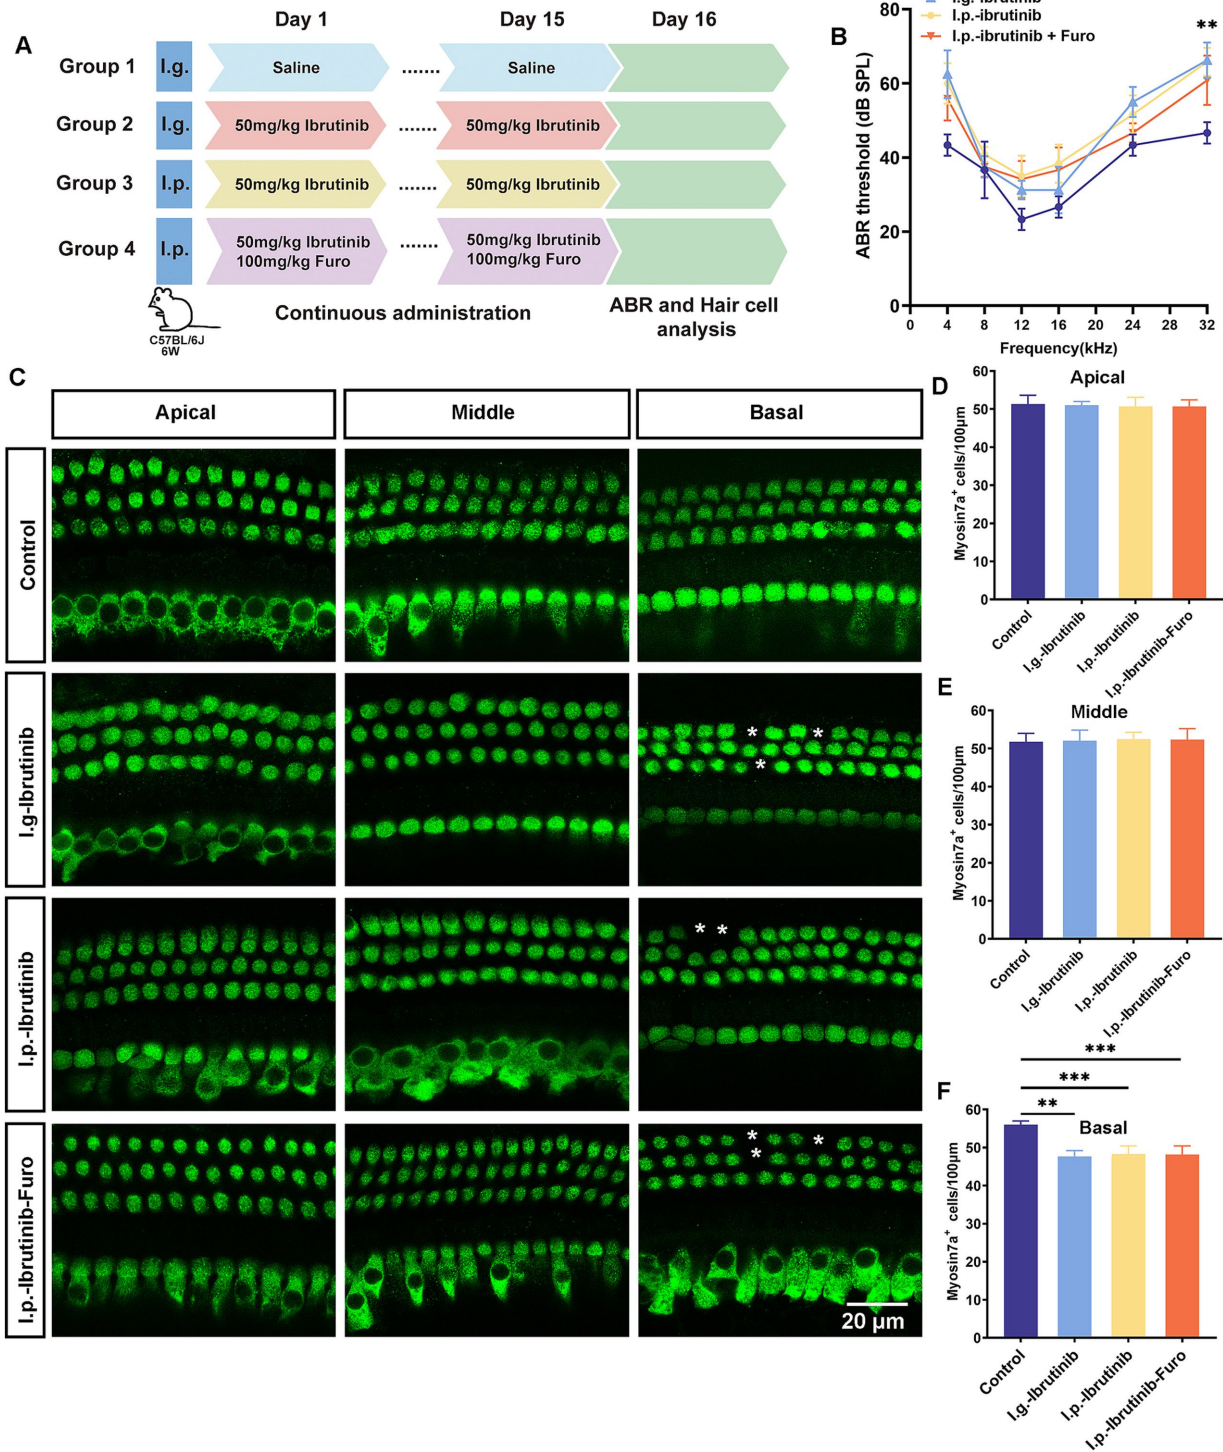 A
Day 1
Day 15
Day 16
Group 1
I.g.
Saline
.......
Saline
Group 2
I.g.
50mg/kg Ibrutinib
.......
50mg/kg Ibrutinib
Group 3
I.p.
50mg/kg Ibrutinib
.......
50mg/kg Ibrutinib
Group 4
I.p.
50mg/kg Ibrutinib
100mg/kg Furo
.......
50mg/kg Ibrutinib
100mg/kg Furo
C57BL/6J
6W
Continuous administration
ABR and Hair cell
analysis
B
I.g.-ibrutinib
I.p.-ibrutinib
I.p.-ibrutinib + Furo
**
ABR threshold (dB SPL)
80
60
40
20
0
0 4 8 12 16 20 24 28 32
Frequency(kHz)
C
Apical
Middle
Basal
Control
I.g-Ibrutinib
* *
*
I.p.-Ibrutinib
* *
I.p.-Ibrutinib-Furo
* *
*
20 μm
D
Apical
Myosin7a+ cells/100μm
60
50
40
30
20
10
0
Control
I.g.-Ibrutinib
I.p.-Ibrutinib
I.p.-Ibrutinib-Furo
E
Middle
Myosin7a+ cells/100μm
60
50
40
30
20
10
0
Control
I.g.-Ibrutinib
I.p.-Ibrutinib
I.p.-Ibrutinib-Furo
F
***
***
**
Basal
Myosin7a+ cells/100μm
60
50
40
30
20
10
0
Control
I.g.-Ibrutinib
I.p.-Ibrutinib
I.p.-Ibrutinib-Furo